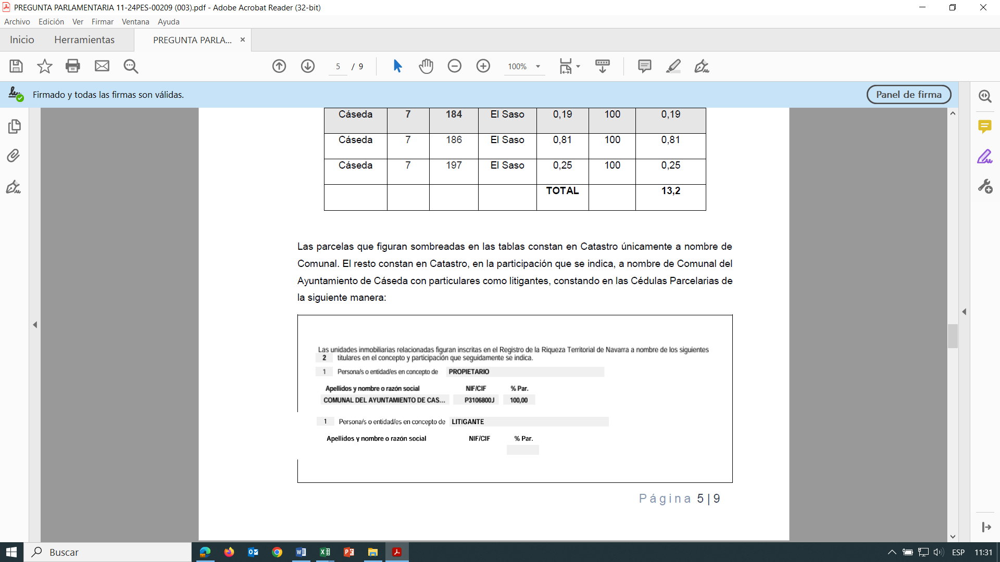 PREGUNTA PARLAMENTARIA 11-24PES-00209 (003).pdf - Adobe Acrobat Reader (32-bit)
Archivo Edición Ver Firmar Ventana Ayuda
Inicio Herramientas PREGUNTA PARLA... ×
5 / 9 100%
Firmado y todas las firmas son válidas. Panel de firma
Cáseda 7 184 El Saso 0,19 100 0,19
Cáseda 7 186 El Saso 0,81 100 0,81
Cáseda 7 197 El Saso 0,25 100 0,25
TOTAL 13,2
Las parcelas que figuran sombreadas en las tablas constan en Catastro únicamente a nombre de
Comunal. El resto constan en Catastro, en la participación que se indica, a nombre de Comunal del
Ayuntamiento de Cáseda con particulares como litigantes, constando en las Cédulas Parcelarias de
la siguiente manera:
Las unidades inmobiliarias relacionadas figuran inscritas en el Registro de la Riqueza Territorial de Navarra a nombre de los siguientes
2 titulares en el concepto y participación que seguidamente se indica.
1 Persona/s o entidad/es en concepto de PROPIETARIO
Apellidos y nombre o razón social NIF/CIF % Par.
COMUNAL DEL AYUNTAMIENTO DE CAS... P3106800J 100,00
1 Persona/s o entidad/es en concepto de LITIGANTE
Apellidos y nombre o razón social NIF/CIF % Par.
Página 5 | 9
Buscar ESP 11:31